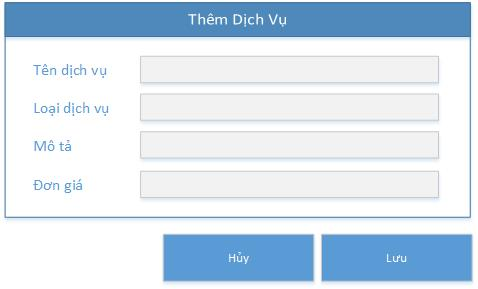 Thêm Dịch Vụ
Tên dịch vụ
Loại dịch vụ
Mô tả
Đơn giá
Hủy
Lưu